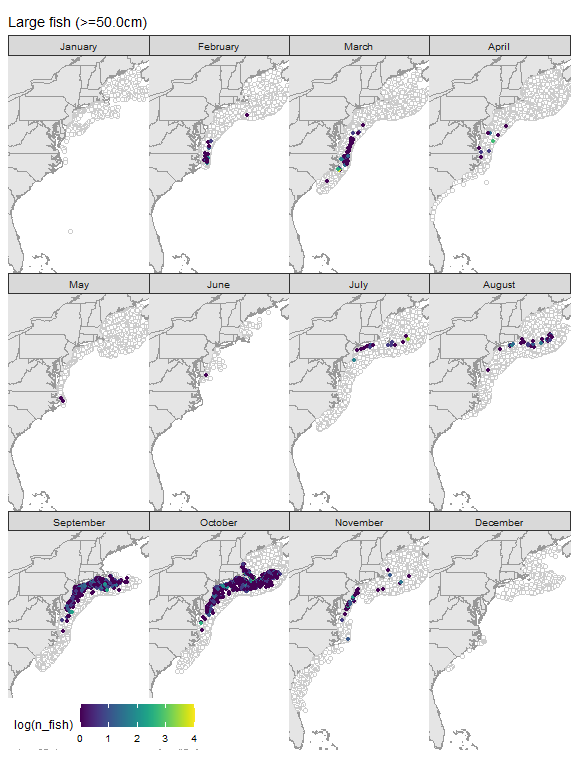 Large fish (>=50.0cm)
January
February
March
April
May
June
July
August
September
October
November
December
log(n_fish)
0 1 2 3 4